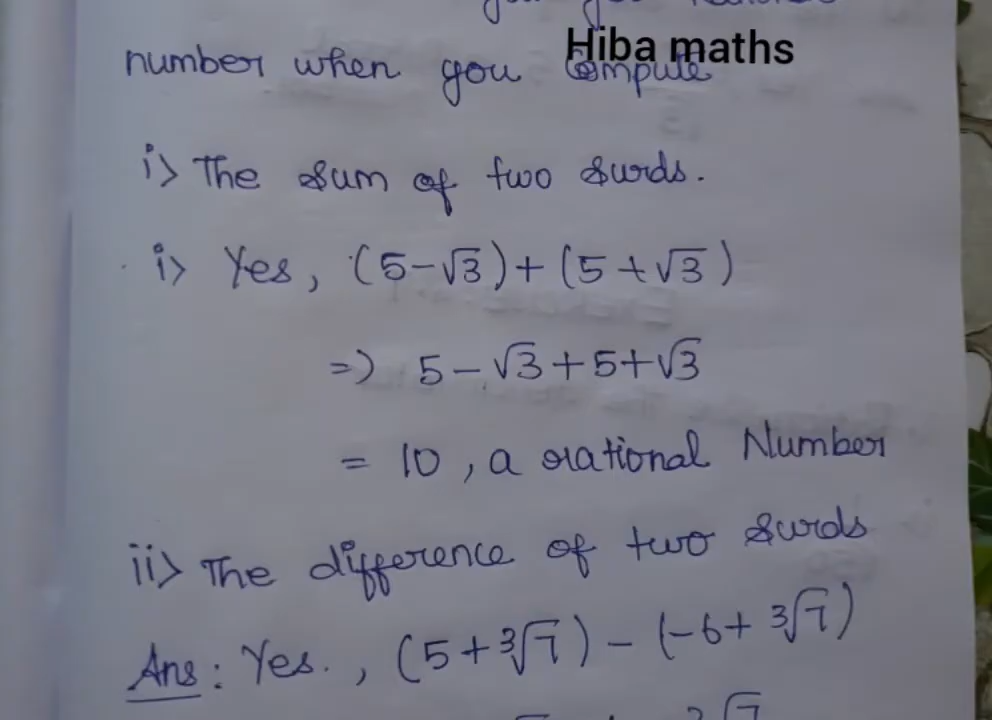 Hiba maths
number when you compute
i) The sum of two surds.
i) Yes, (5-√3)+(5+√3)
=) 5-√3+5+√3
= 10, a rational Number
ii) The difference of two surds
Ans: Yes., (5+∛7)-(-6+∛7)